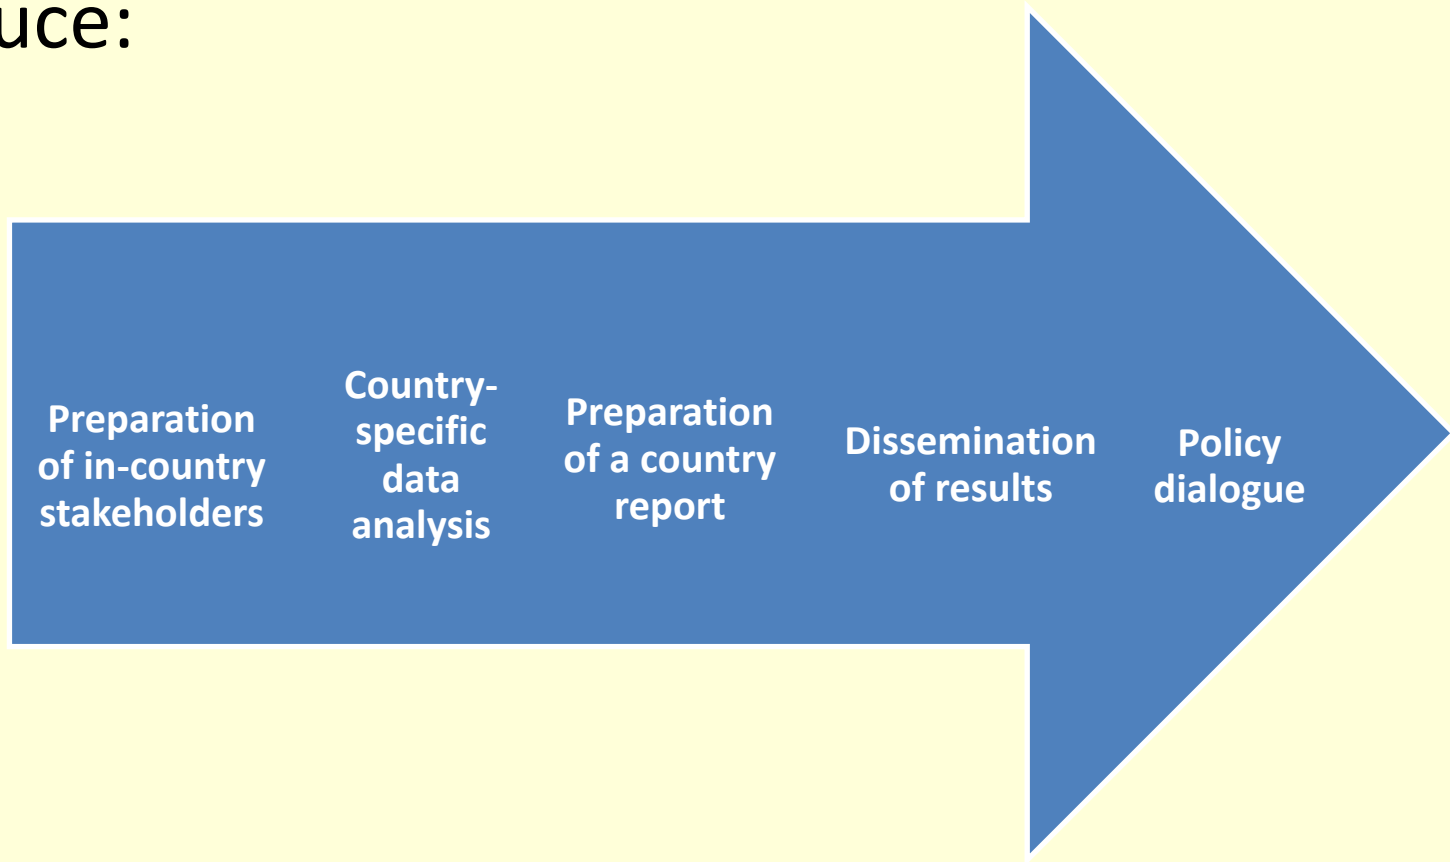 uce:
Preparation
of in-country
stakeholders
Country-
specific
data
analysis
Preparation
of a country
report
Dissemination
of results
Policy
dialogue